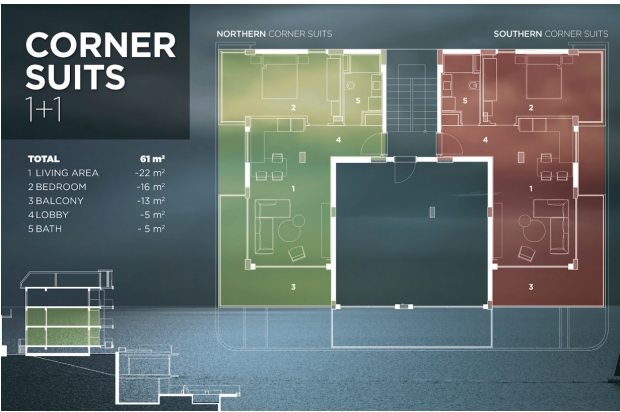 CORNER
SUITS
1+1
TOTAL 61 m²
1 LIVING AREA -22 m²
2 BEDROOM -16 m²
3 BALCONY -13 m²
4 LOBBY -5 m²
5 BATH - 5 m²
NORTHERN CORNER SUITS
SOUTHERN CORNER SUITS
2
5
4
1
3
5
2
4
1
3